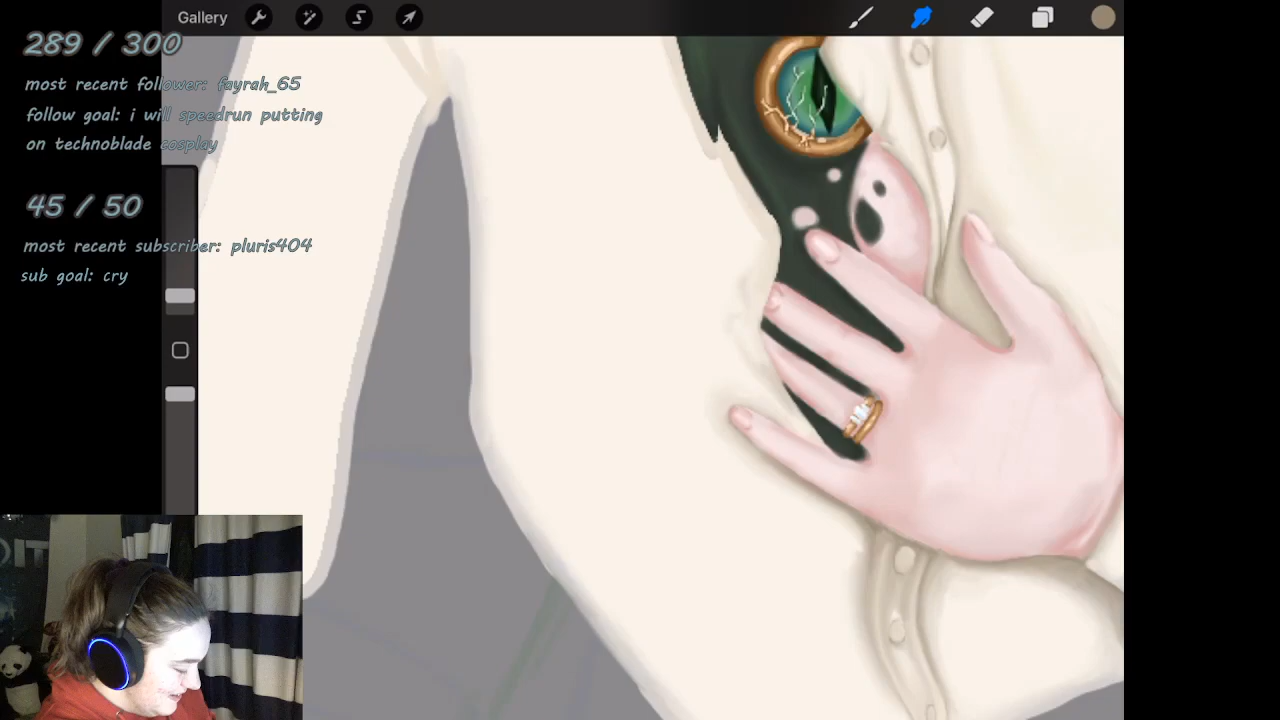 Gallery
289 / 300
most recent follower: fayrah_65
follow goal: i will speedrun putting
on technoblade cosplay
45 / 50
most recent subscriber: pluris404
sub goal: cry